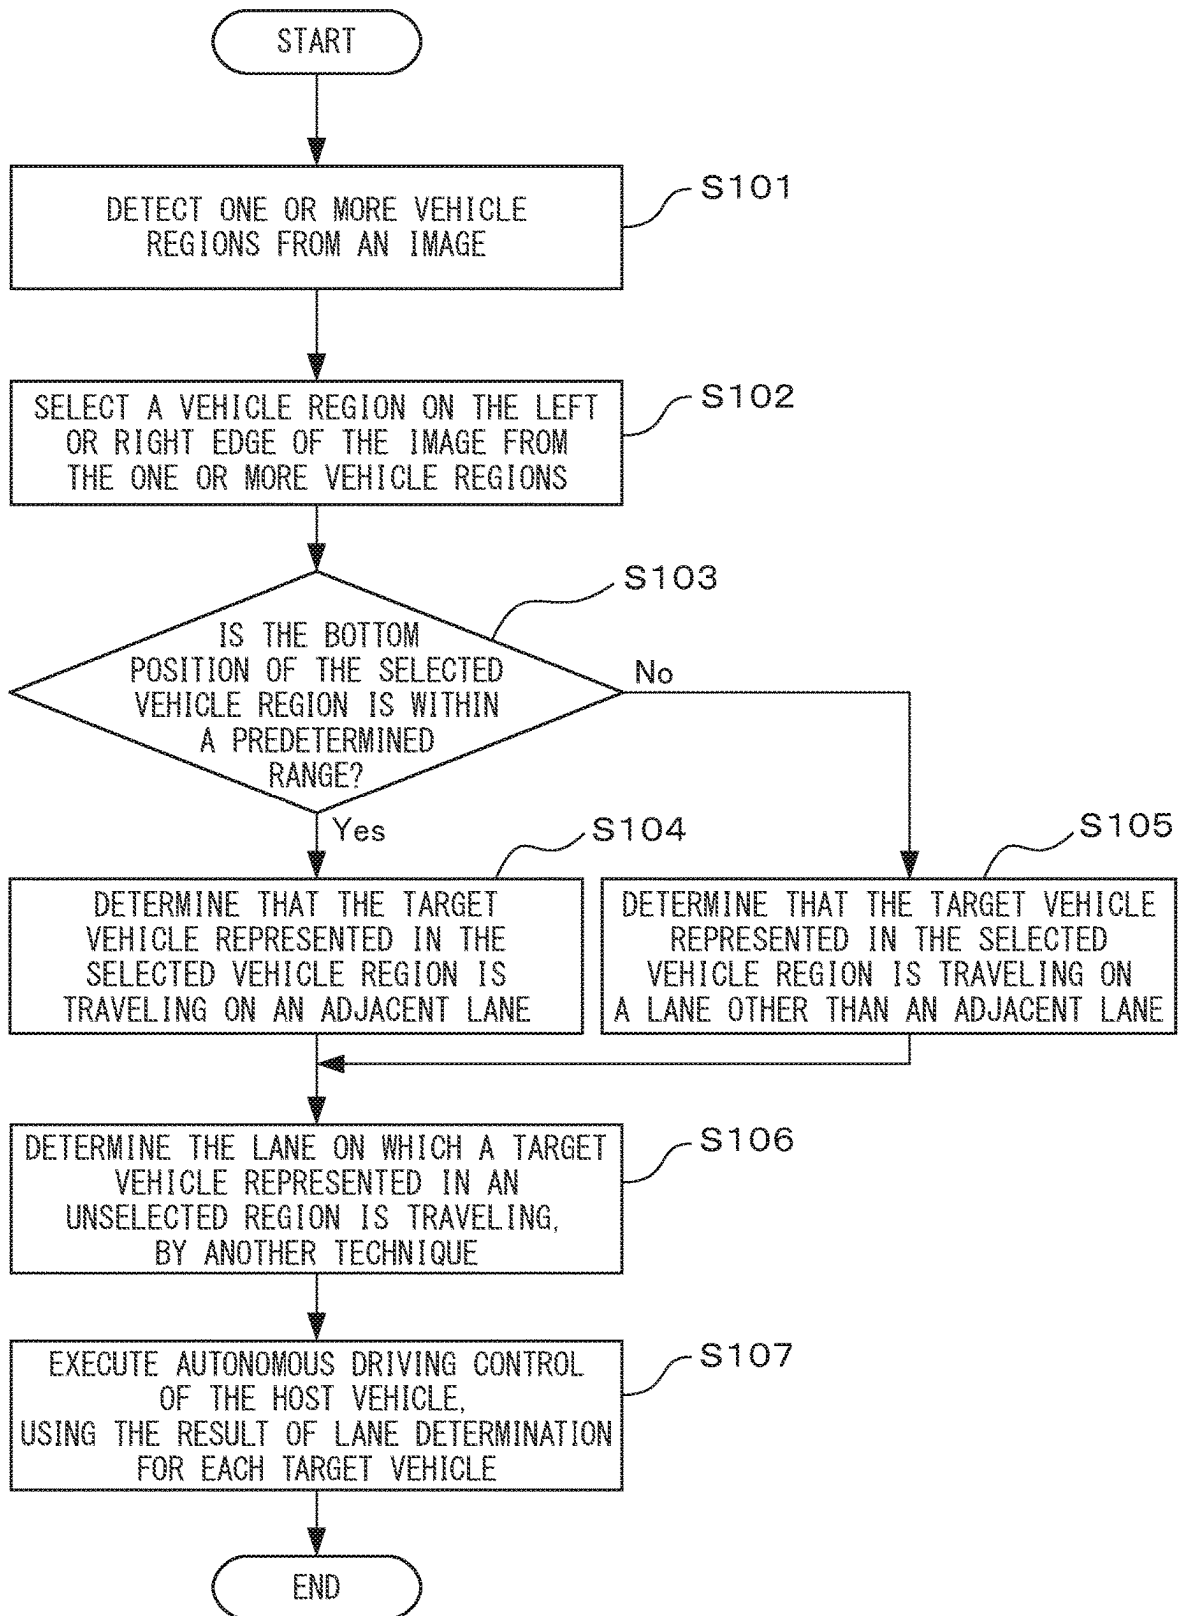 START
S101
DETECT ONE OR MORE VEHICLE
REGIONS FROM AN IMAGE
S102
SELECT A VEHICLE REGION ON THE LEFT
OR RIGHT EDGE OF THE IMAGE FROM
THE ONE OR MORE VEHICLE REGIONS
S103
IS THE BOTTOM
POSITION OF THE SELECTED
VEHICLE REGION IS WITHIN
A PREDETERMINED
RANGE?
No
Yes
S104
DETERMINE THAT THE TARGET
VEHICLE REPRESENTED IN THE
SELECTED VEHICLE REGION IS
TRAVELING ON AN ADJACENT LANE
S105
DETERMINE THAT THE TARGET VEHICLE
REPRESENTED IN THE SELECTED
VEHICLE REGION IS TRAVELING ON
A LANE OTHER THAN AN ADJACENT LANE
S106
DETERMINE THE LANE ON WHICH A TARGET
VEHICLE REPRESENTED IN AN
UNSELECTED REGION IS TRAVELING,
BY ANOTHER TECHNIQUE
S107
EXECUTE AUTONOMOUS DRIVING CONTROL
OF THE HOST VEHICLE,
USING THE RESULT OF LANE DETERMINATION
FOR EACH TARGET VEHICLE
END